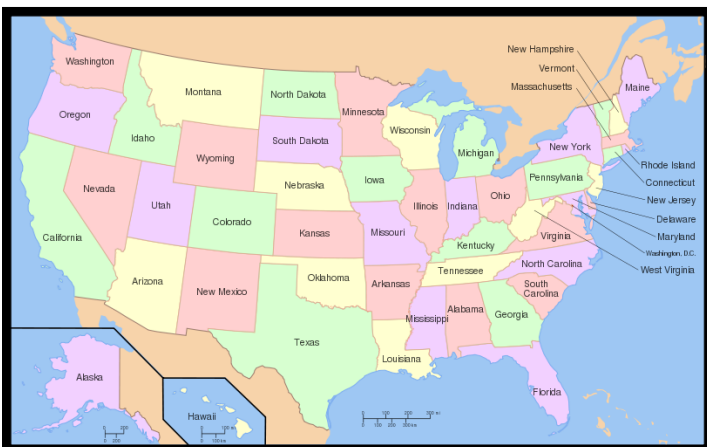 New Hampshire
Vermont
Massachusetts
Washington
Montana
North Dakota
Minnesota
Maine
Oregon
Idaho
Wisconsin
South Dakota
Michigan
New York
Wyoming
Rhode Island
Connecticut
Pennsylvania
Iowa
Nebraska
New Jersey
Nevada
Utah
Illinois
Indiana
Ohio
Delaware
Colorado
Maryland
California
Kansas
Missouri
Virginia
Washington, D.C.
Kentucky
West Virginia
North Carolina
Tennessee
Arizona
Oklahoma
New Mexico
Arkansas
South
Carolina
Mississippi
Alabama
Georgia
Texas
Louisiana
Alaska
Florida
Hawaii